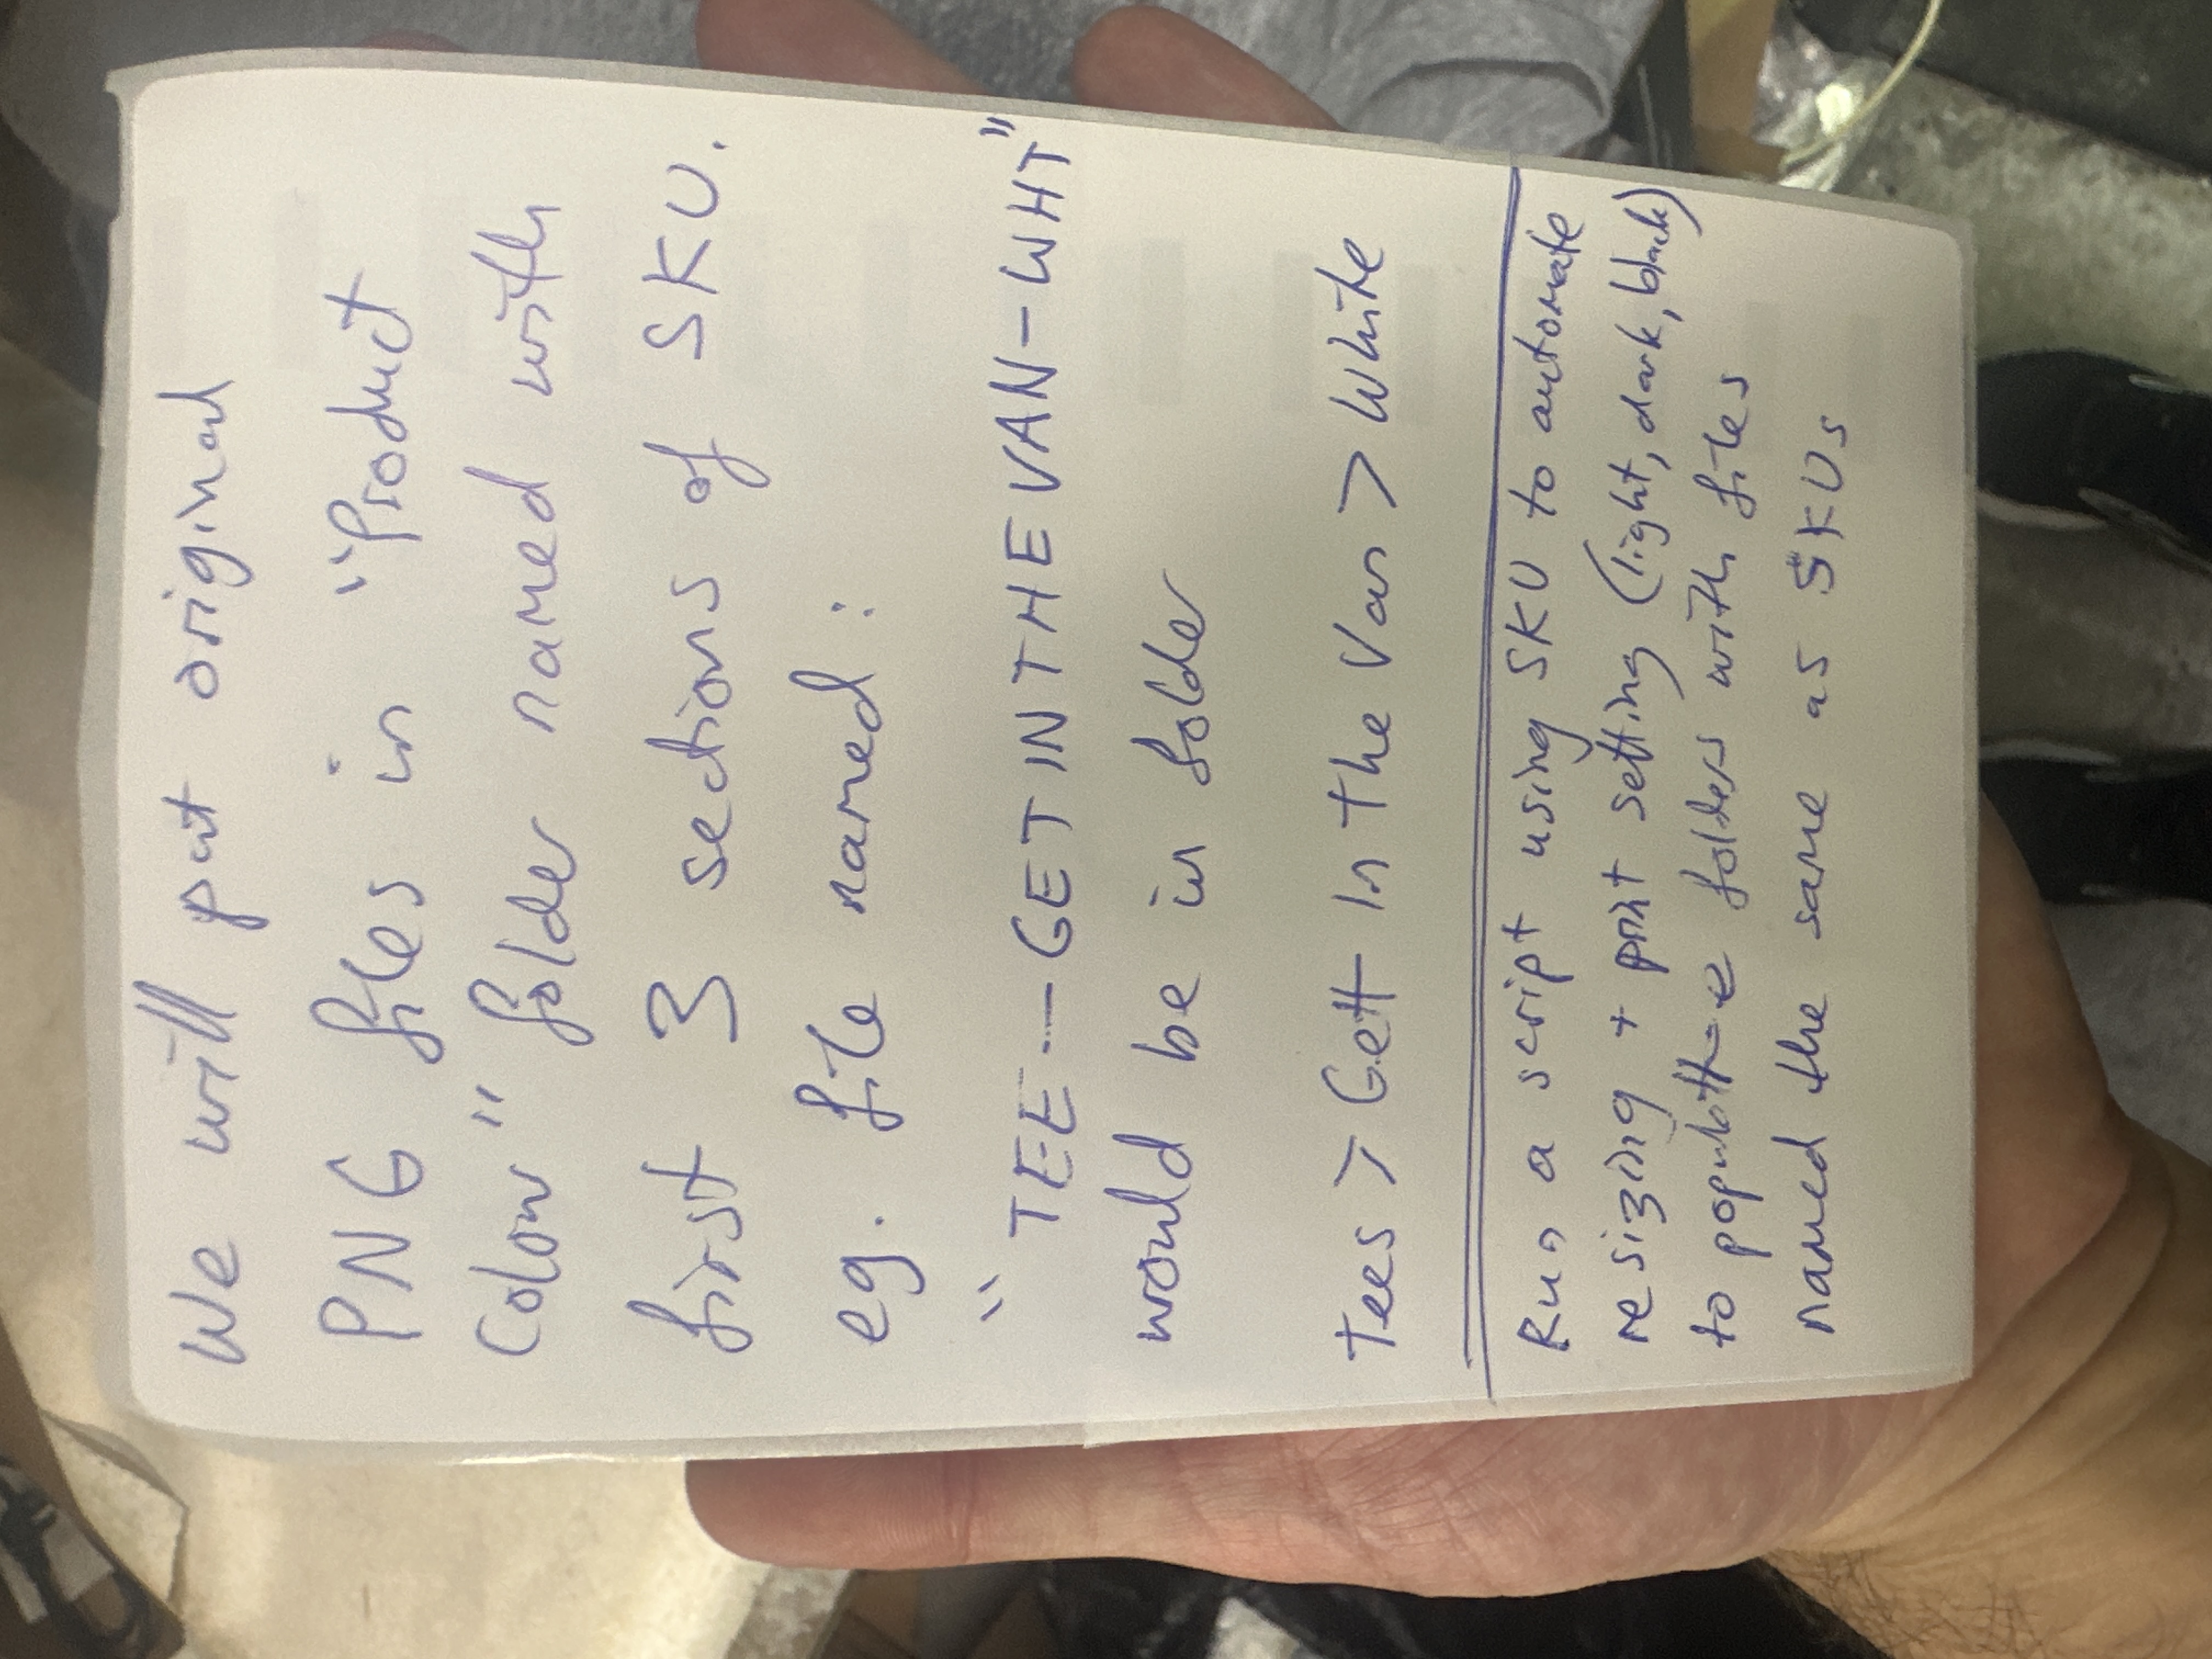 We will put original
PNG files in "Product
Colour" folder named with
first 3 sections of SKU.
eg. file named:
"TEE-GETINTHEVAN-WHT"
would be in folder
Tees > Gett In the Van > White
Run a script using SKU to automate
resizing + print setting (light, dark, black)
to folders with files
named the same as SKUs